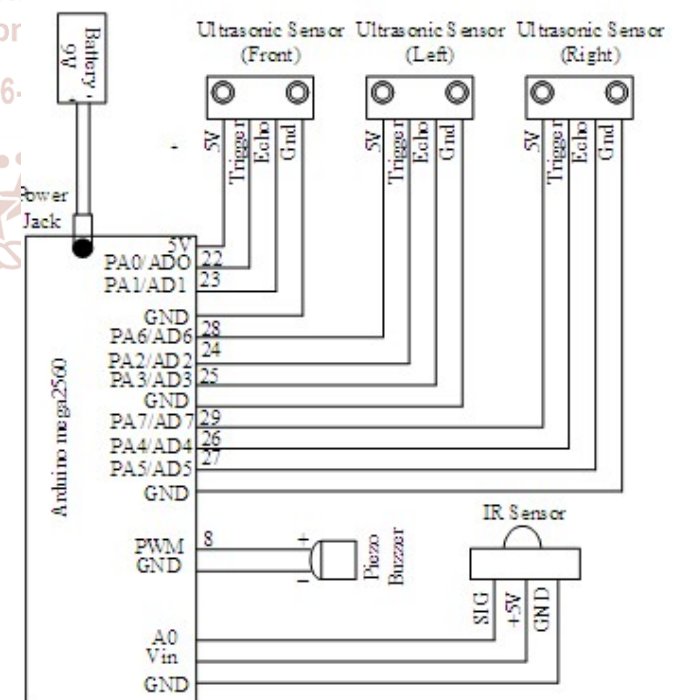 or
6-
Battery
9V
Power
Jack
Ultrasonic Sensor
(Front)
Ultrasonic Sensor
(Left)
Ultrasonic Sensor
(Right)
5V
Trigger
Echo
Gnd
5V
Trigger
Echo
Gnd
5V
Trigger
Echo
Gnd
5V
PA0/AD0 22
PA1/AD1 23
GND
PA6/AD6 28
PA2/AD2 24
PA3/AD3 25
GND
PA7/AD7 29
PA4/AD4 26
PA5/AD5 27
GND
Arduino mega2560
PWM 8
GND
+
-
Piezo
Buzzer
IR Sensor
SIG
+5V
GND
A0
Vin
GND